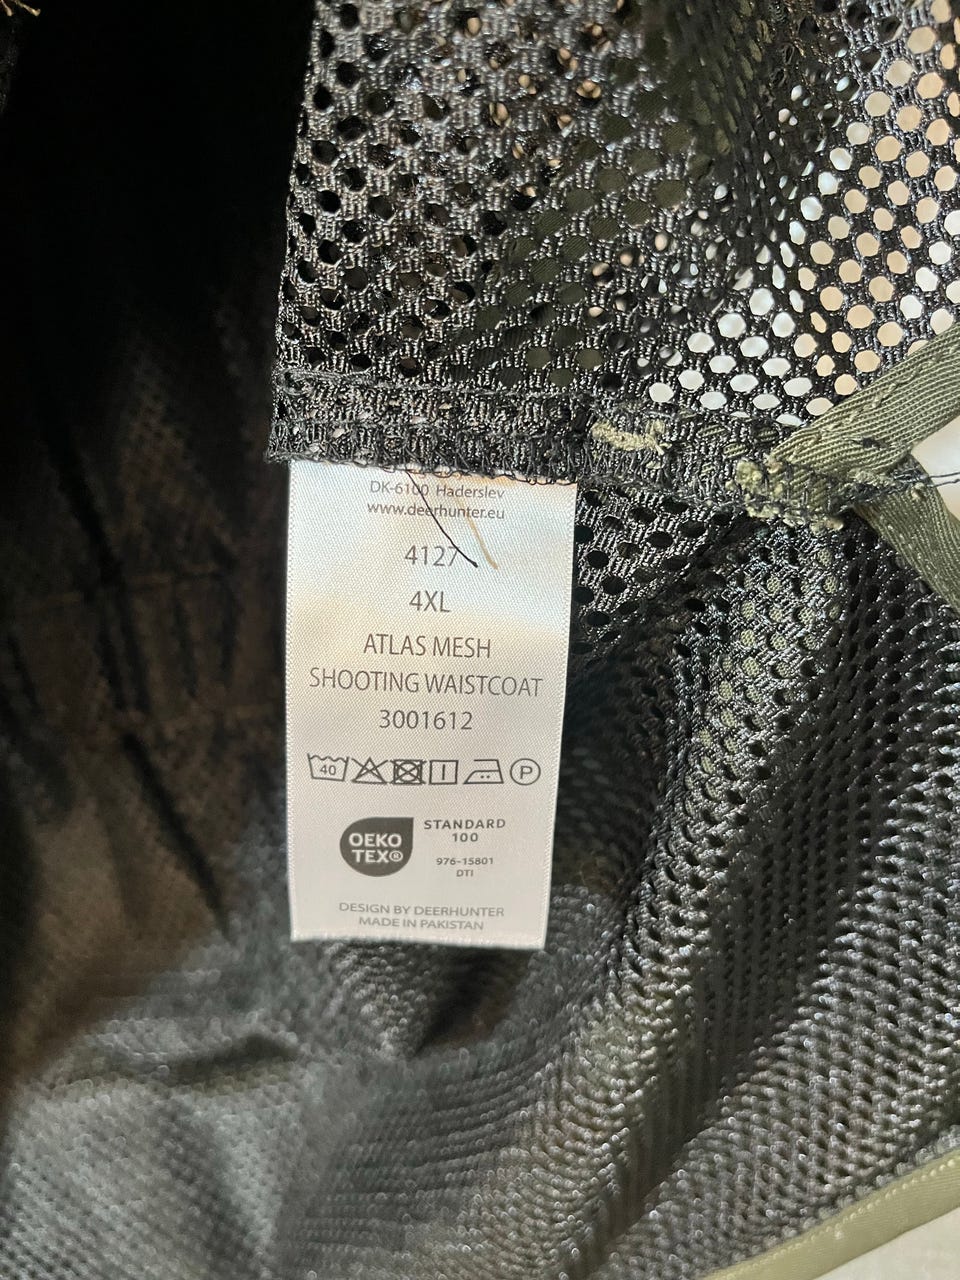 DK-6100 Haderslev
www.deerhunter.eu
4127
4XL
ATLAS MESH
SHOOTING WAISTCOAT
3001612
40 P
OEKO
TEX®
STANDARD
100
976-15801
DTI
DESIGN BY DEERHUNTER
MADE IN PAKISTAN